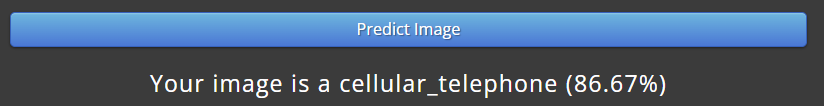 Predict Image
Your image is a cellular_telephone (86.67%)